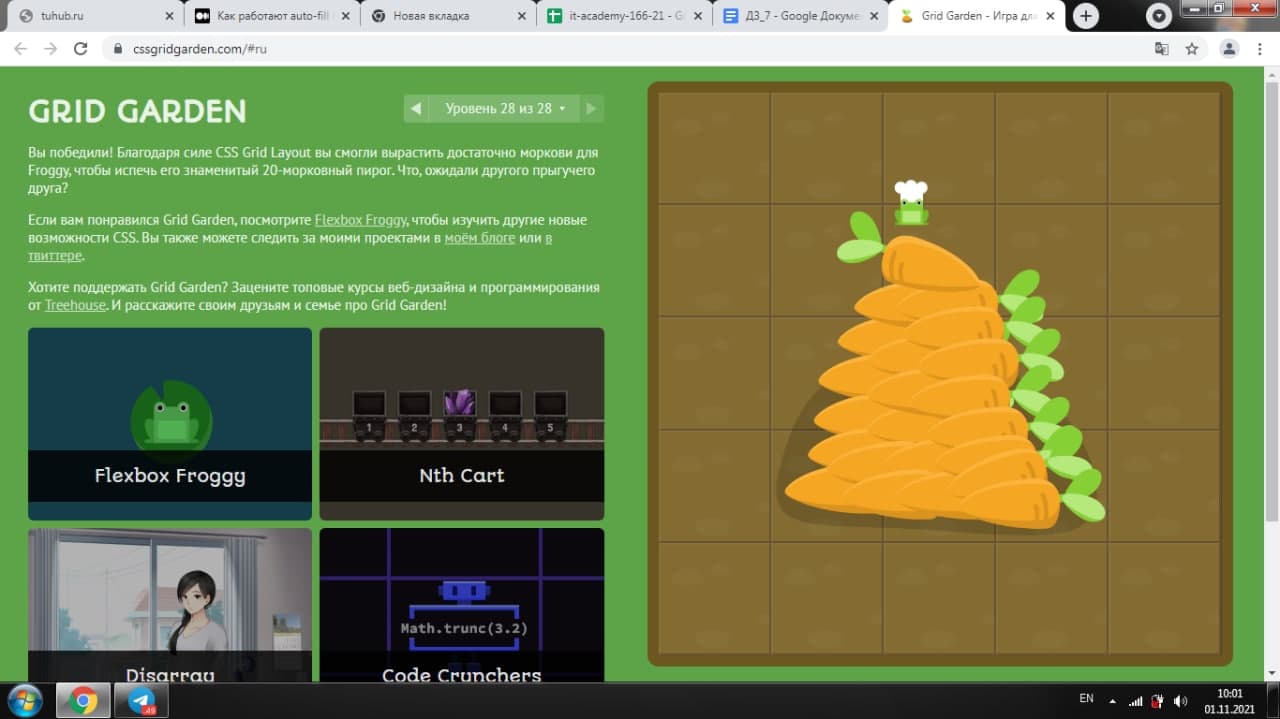 tuhub.ru
Как работают auto-fill
Новая вкладка
it-academy-166-21 - G
ДЗ_7 - Google Докуме
Grid Garden - Игра для
cssgridgarden.com/#ru
GRID GARDEN
Уровень 28 из 28
Вы победили! Благодаря силе CSS Grid Layout вы смогли вырастить достаточно моркови для
Froggy, чтобы испечь его знаменитый 20-морковный пирог. Что, ожидали другого прыгучего
друга?
Если вам понравился Grid Garden, посмотрите Flexbox Froggy, чтобы изучить другие новые
возможности CSS. Вы также можете следить за моими проектами в моём блоге или в
твиттере.
Хотите поддержать Grid Garden? Зацените топовые курсы веб-дизайна и программирования
от Treehouse. И расскажите своим друзьям и семье про Grid Garden!
Flexbox Froggy
1 2 3 4 5
Nth Cart
Disarray
Math.trunc(3.2)
Code Crunchers
49
EN
10:01
01.11.2021